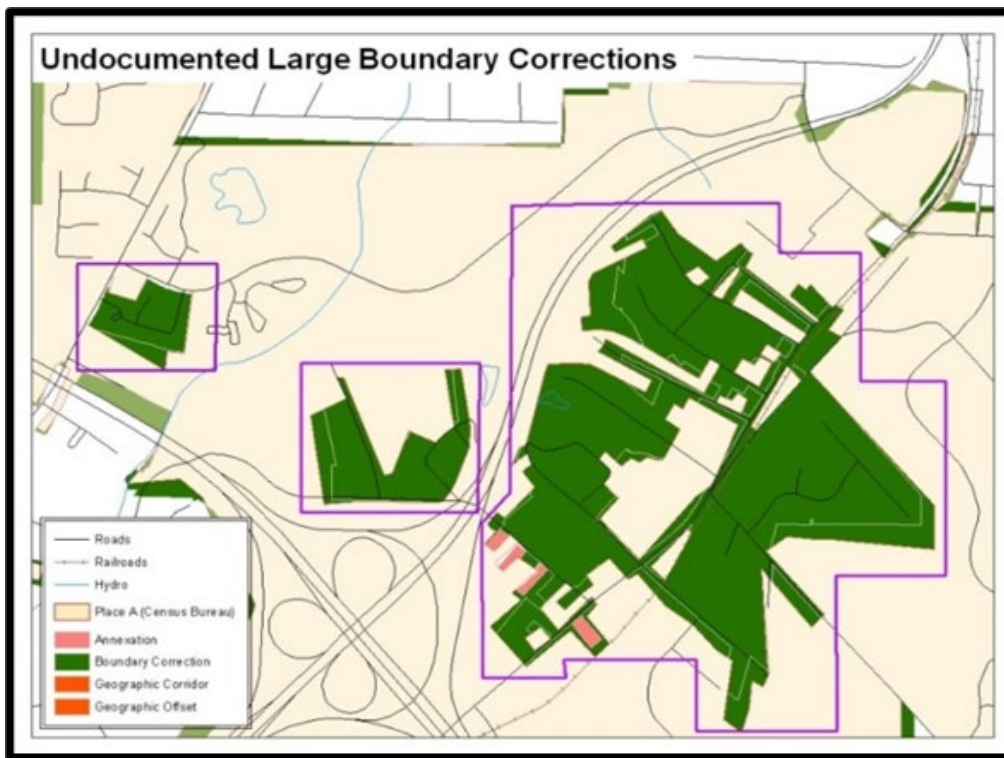 Undocumented Large Boundary Corrections
Roads
Railroads
Hydro
Place A (Census Bureau)
Annexation
Boundary Correction
Geographic Corridor
Geographic Offset